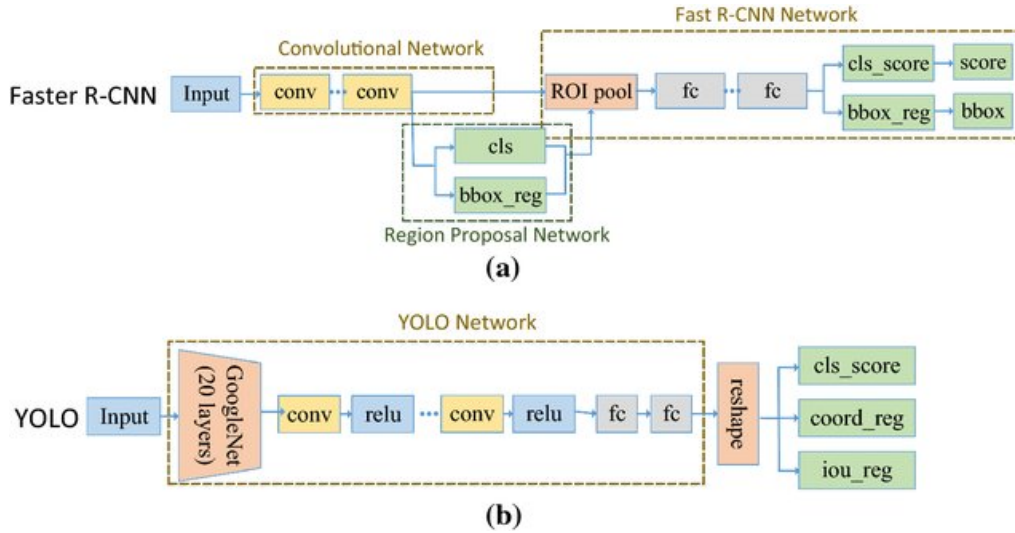 Fast R-CNN Network
Convolutional Network
Faster R-CNN Input conv ... conv ROI pool fc ... fc cls_score score
bbox_reg bbox
cls
bbox_reg
Region Proposal Network
(a)
YOLO Network
YOLO Input GoogleNet (20 layers) conv relu ... conv relu fc fc reshape cls_score
coord_reg
iou_reg
(b)